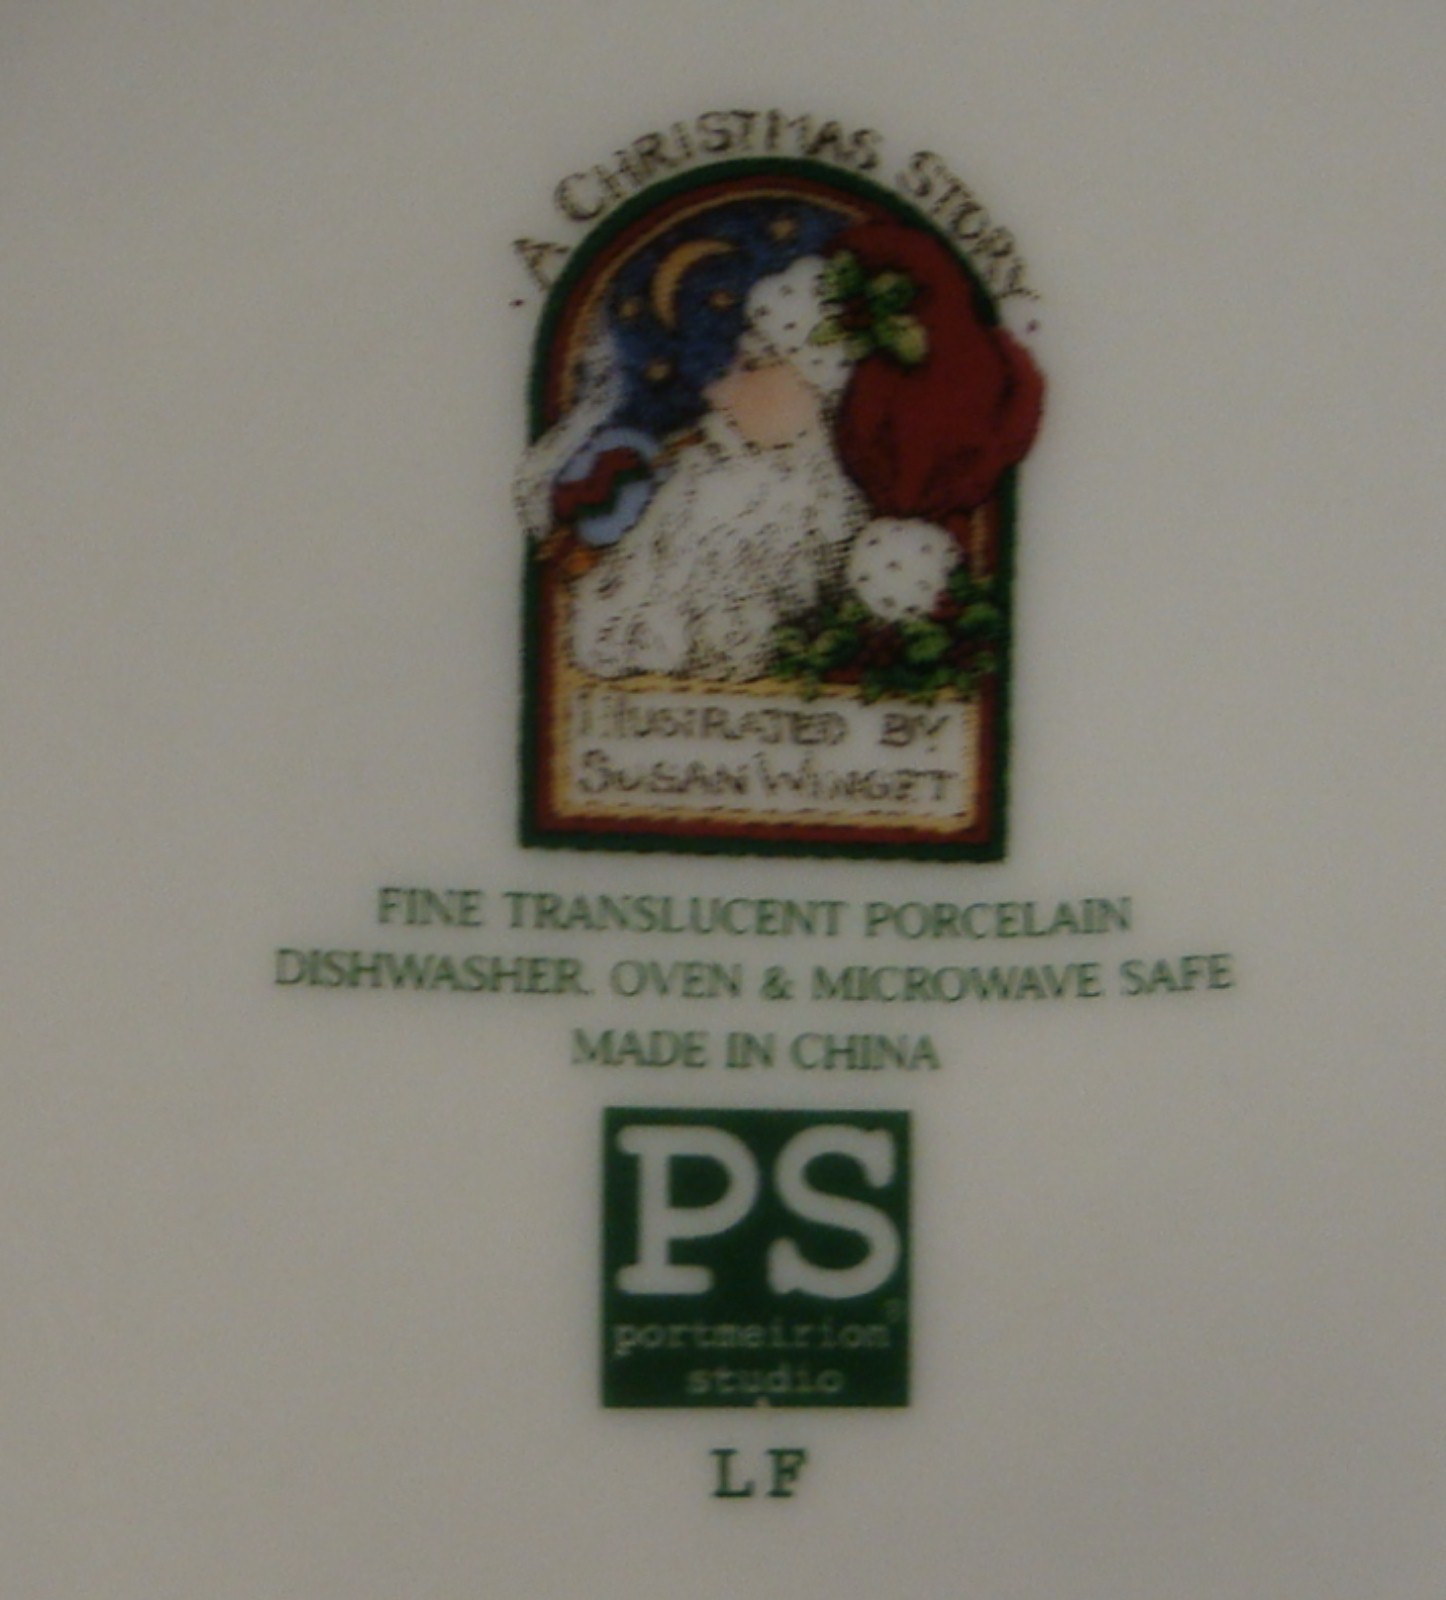 · A CHRISTMAS STORY ·
ILLUSTRATED BY
SUSAN WINGET
FINE TRANSLUCENT PORCELAIN
DISHWASHER. OVEN & MICROWAVE SAFE
MADE IN CHINA
PS
portmeirion®
studio
LF